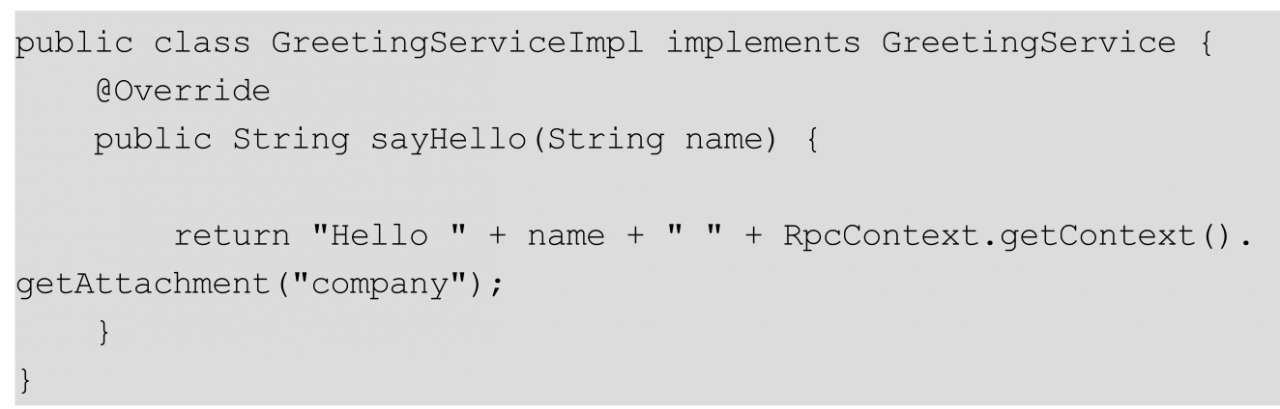 public class GreetingServiceImpl implements GreetingService {
    @Override
    public String sayHello(String name) {
        return "Hello " + name + " " + RpcContext.getContext().
getAttachment("company");
    }
}